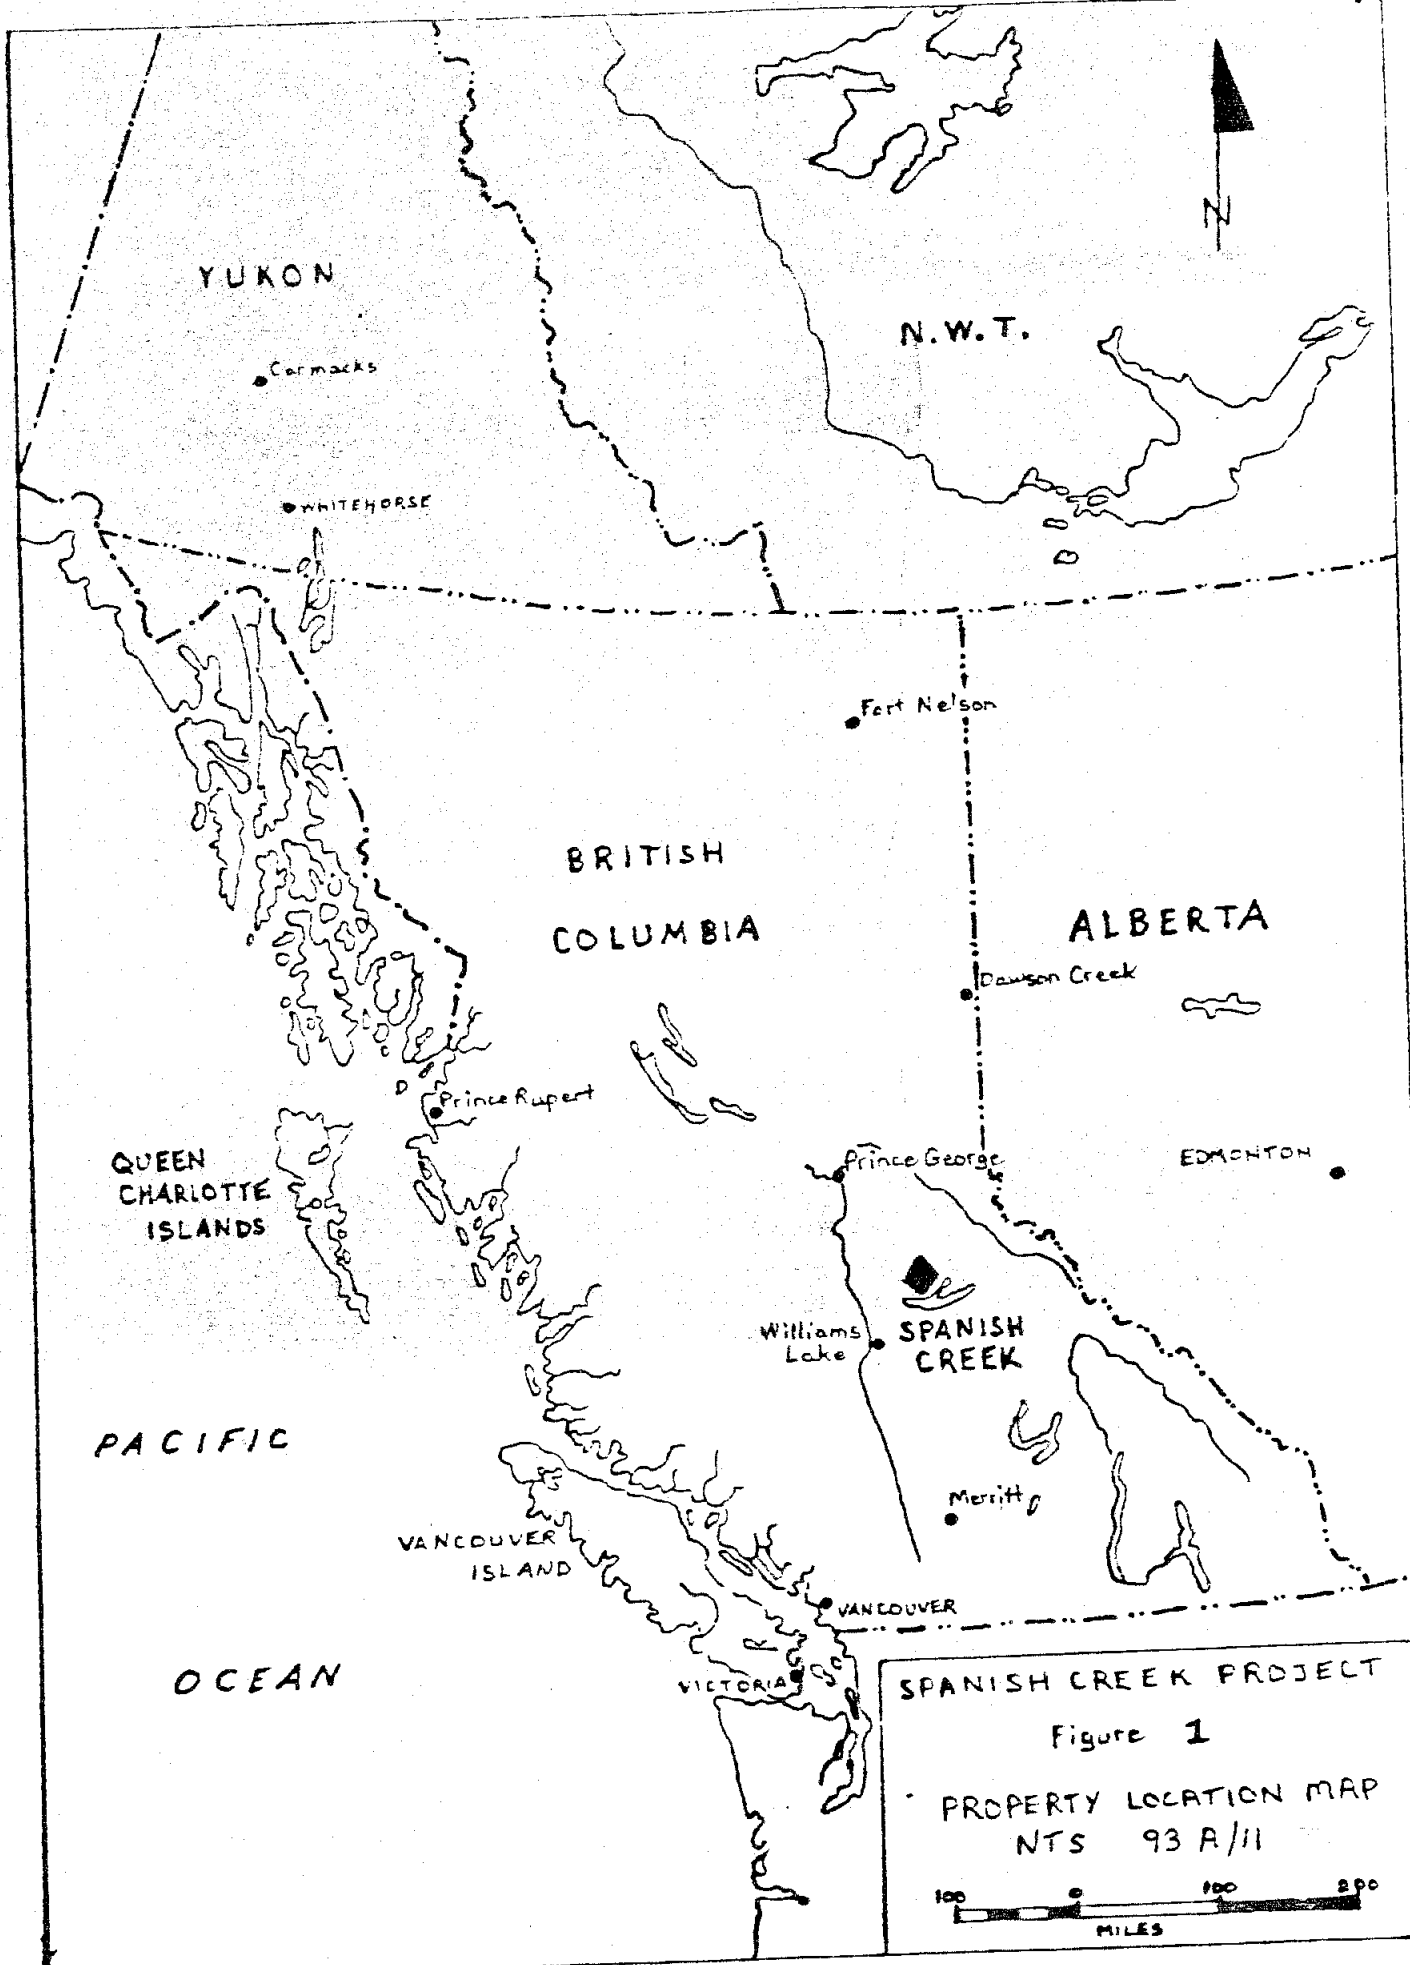 N
YUKON
N.W.T.
Carmacks
WHITEHORSE
Fort Nelson
BRITISH
COLUMBIA
ALBERTA
Dawson Creek
Prince Rupert
QUEEN
CHARLOTTE
ISLANDS
Prince George
EDMONTON
Williams
Lake
SPANISH
CREEK
PACIFIC
Merritt
VANCOUVER
ISLAND
VANCOUVER
OCEAN
VICTORIA
SPANISH CREEK PROJECT
Figure 1
PROPERTY LOCATION MAP
NTS 93 A/11
100 0 100 200
MILES